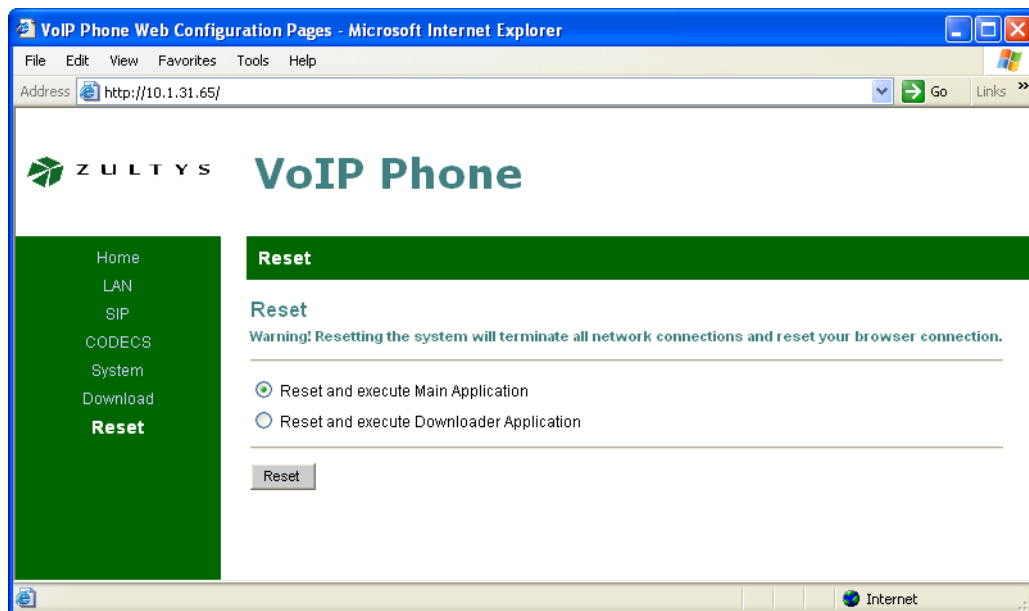 VoIP Phone Web Configuration Pages - Microsoft Internet Explorer
File Edit View Favorites Tools Help
Address http://10.1.31.65/ Go Links »
ZULTYS VoIP Phone
Home
LAN
SIP
CODECS
System
Download
Reset
Reset
Reset
Warning! Resetting the system will terminate all network connections and reset your browser connection.
Reset and execute Main Application
Reset and execute Downloader Application
Reset
Internet